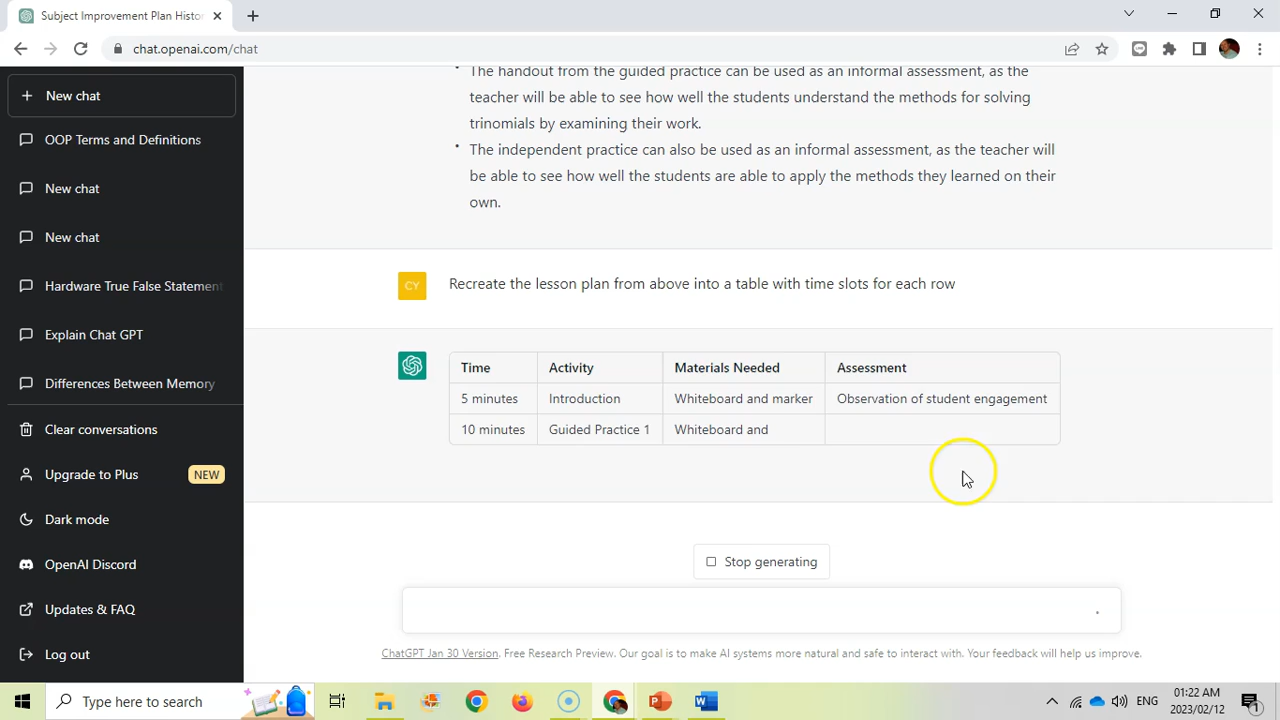 Subject Improvement Plan Histo
chat.openai.com/chat
New chat
OOP Terms and Definitions
New chat
New chat
Hardware True False Statement
Explain Chat GPT
Differences Between Memory
Clear conversations
Upgrade to Plus NEW
Dark mode
OpenAI Discord
Updates & FAQ
Log out
• The handout from the guided practice can be used as an informal assessment, as the
teacher will be able to see how well the students understand the methods for solving
trinomials by examining their work.
• The independent practice can also be used as an informal assessment, as the teacher will
be able to see how well the students are able to apply the methods they learned on their
own.
CY Recreate the lesson plan from above into a table with time slots for each row
Time Activity Materials Needed Assessment
5 minutes Introduction Whiteboard and marker Observation of student engagement
10 minutes Guided Practice 1 Whiteboard and
Stop generating
ChatGPT Jan 30 Version. Free Research Preview. Our goal is to make AI systems more natural and safe to interact with. Your feedback will help us improve.
Type here to search
ENG
01:22 AM
2023/02/12